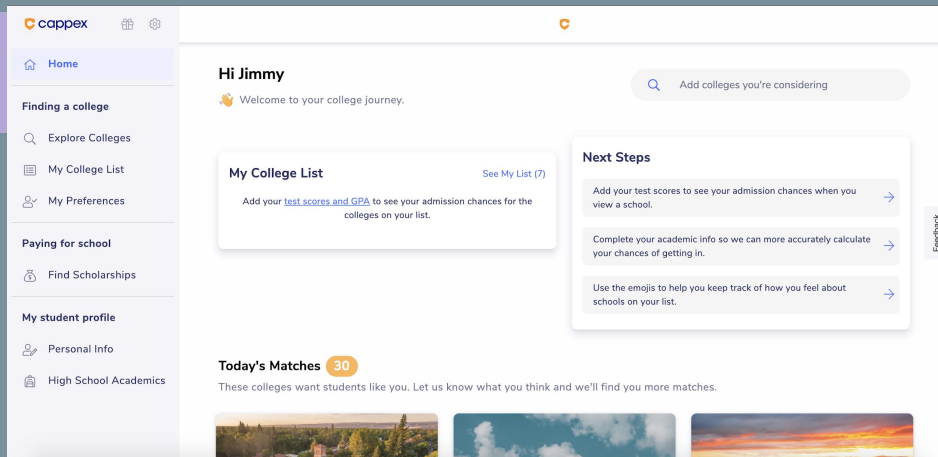 cappex
Home
Finding a college
Explore Colleges
My College List
My Preferences
Paying for school
Find Scholarships
My student profile
Personal Info
High School Academics
Hi Jimmy
Welcome to your college journey.
Add colleges you're considering
My College List
See My List (7)
Add your test scores and GPA to see your admission chances for the
colleges on your list.
Next Steps
Add your test scores to see your admission chances when you
view a school.
Complete your academic info so we can more accurately calculate
your chances of getting in.
Use the emojis to help you keep track of how you feel about
schools on your list.
Feedback
Today's Matches 30
These colleges want students like you. Let us know what you think and we'll find you more matches.